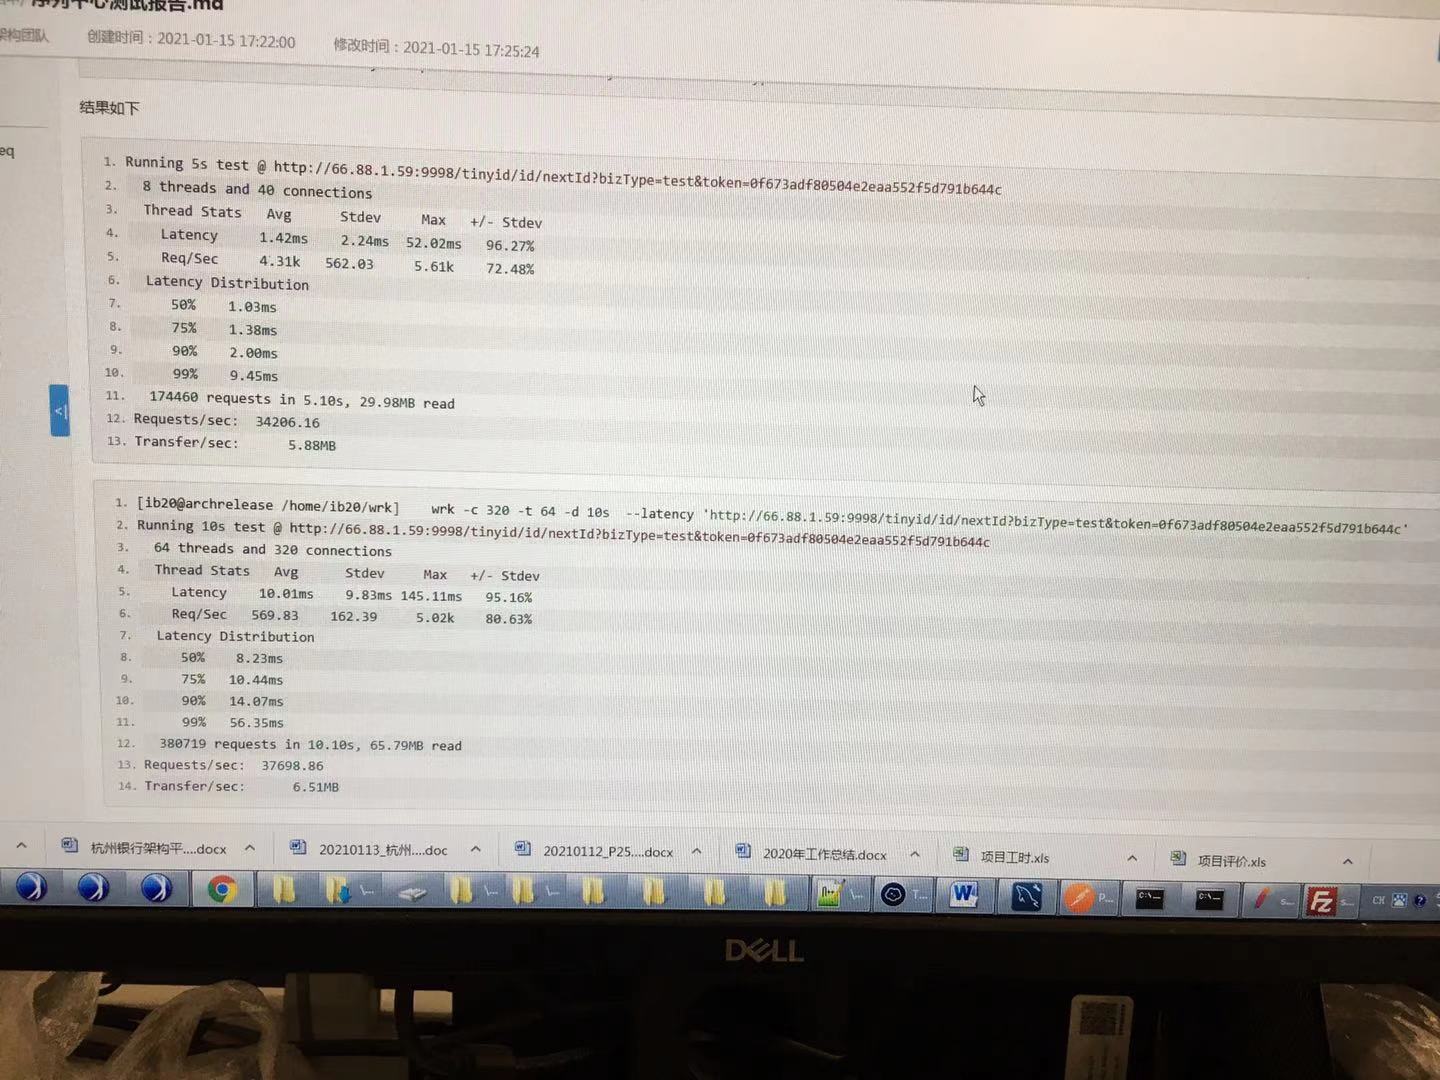 序列中心测试报告.md
架构团队 创建时间：2021-01-15 17:22:00 修改时间：2021-01-15 17:25:24
结果如下
eq
1. Running 5s test @ http://66.88.1.59:9998/tinyid/id/nextId?bizType=test&token=0f673adf80504e2eaa552f5d791b644c
2. 8 threads and 40 connections
3. Thread Stats Avg Stdev Max +/- Stdev
4. Latency 1.42ms 2.24ms 52.02ms 96.27%
5. Req/Sec 4.31k 562.03 5.61k 72.48%
6. Latency Distribution
7. 50% 1.03ms
8. 75% 1.38ms
9. 90% 2.00ms
10. 99% 9.45ms
11. 174460 requests in 5.10s, 29.98MB read
12. Requests/sec: 34206.16
13. Transfer/sec: 5.88MB
1. [ib20@archrelease /home/ib20/wrk] wrk -c 320 -t 64 -d 10s --latency 'http://66.88.1.59:9998/tinyid/id/nextId?bizType=test&token=0f673adf80504e2eaa552f5d791b644c'
2. Running 10s test @ http://66.88.1.59:9998/tinyid/id/nextId?bizType=test&token=0f673adf80504e2eaa552f5d791b644c
3. 64 threads and 320 connections
4. Thread Stats Avg Stdev Max +/- Stdev
5. Latency 10.01ms 9.83ms 145.11ms 95.16%
6. Req/Sec 569.83 162.39 5.02k 80.63%
7. Latency Distribution
8. 50% 8.23ms
9. 75% 10.44ms
10. 90% 14.07ms
11. 99% 56.35ms
12. 380719 requests in 10.10s, 65.79MB read
13. Requests/sec: 37698.86
14. Transfer/sec: 6.51MB
杭州银行架构平....docx 20210113_杭州....doc 20210112_P25....docx 2020年工作总结.docx 项目工时.xls 项目评价.xls
T... P... C:\ C:\ s... s... CH
DELL